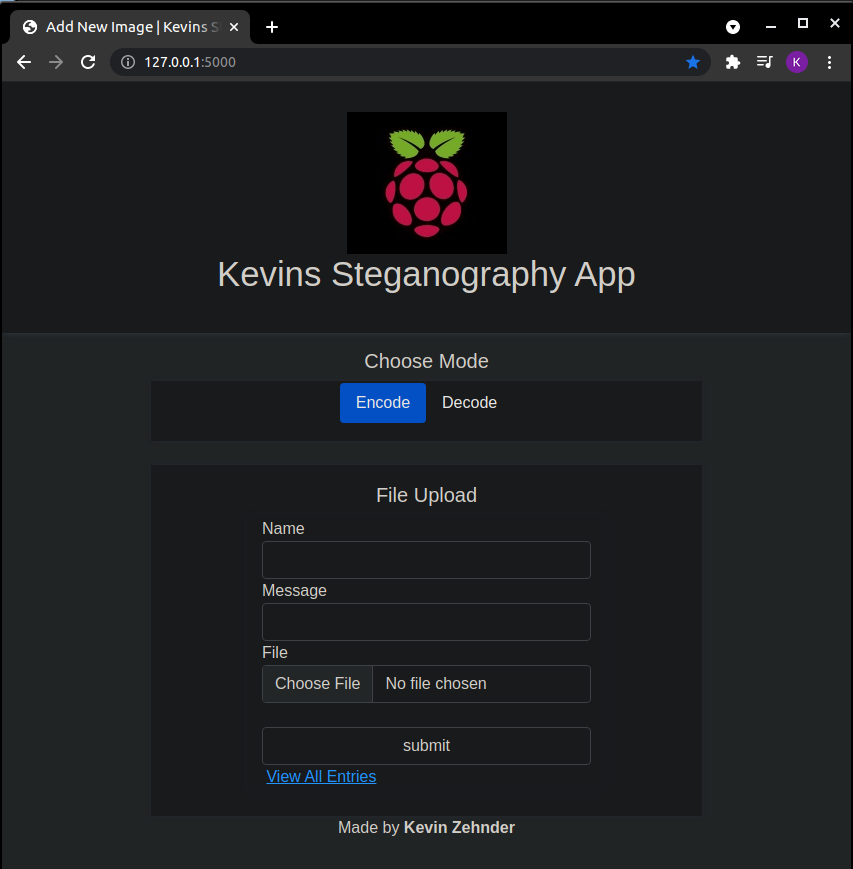 Add New Image | Kevins S
127.0.0.1:5000
K
Kevins Steganography App
Choose Mode
Encode Decode
File Upload
Name
Message
File
Choose File No file chosen
submit
View All Entries
Made by Kevin Zehnder